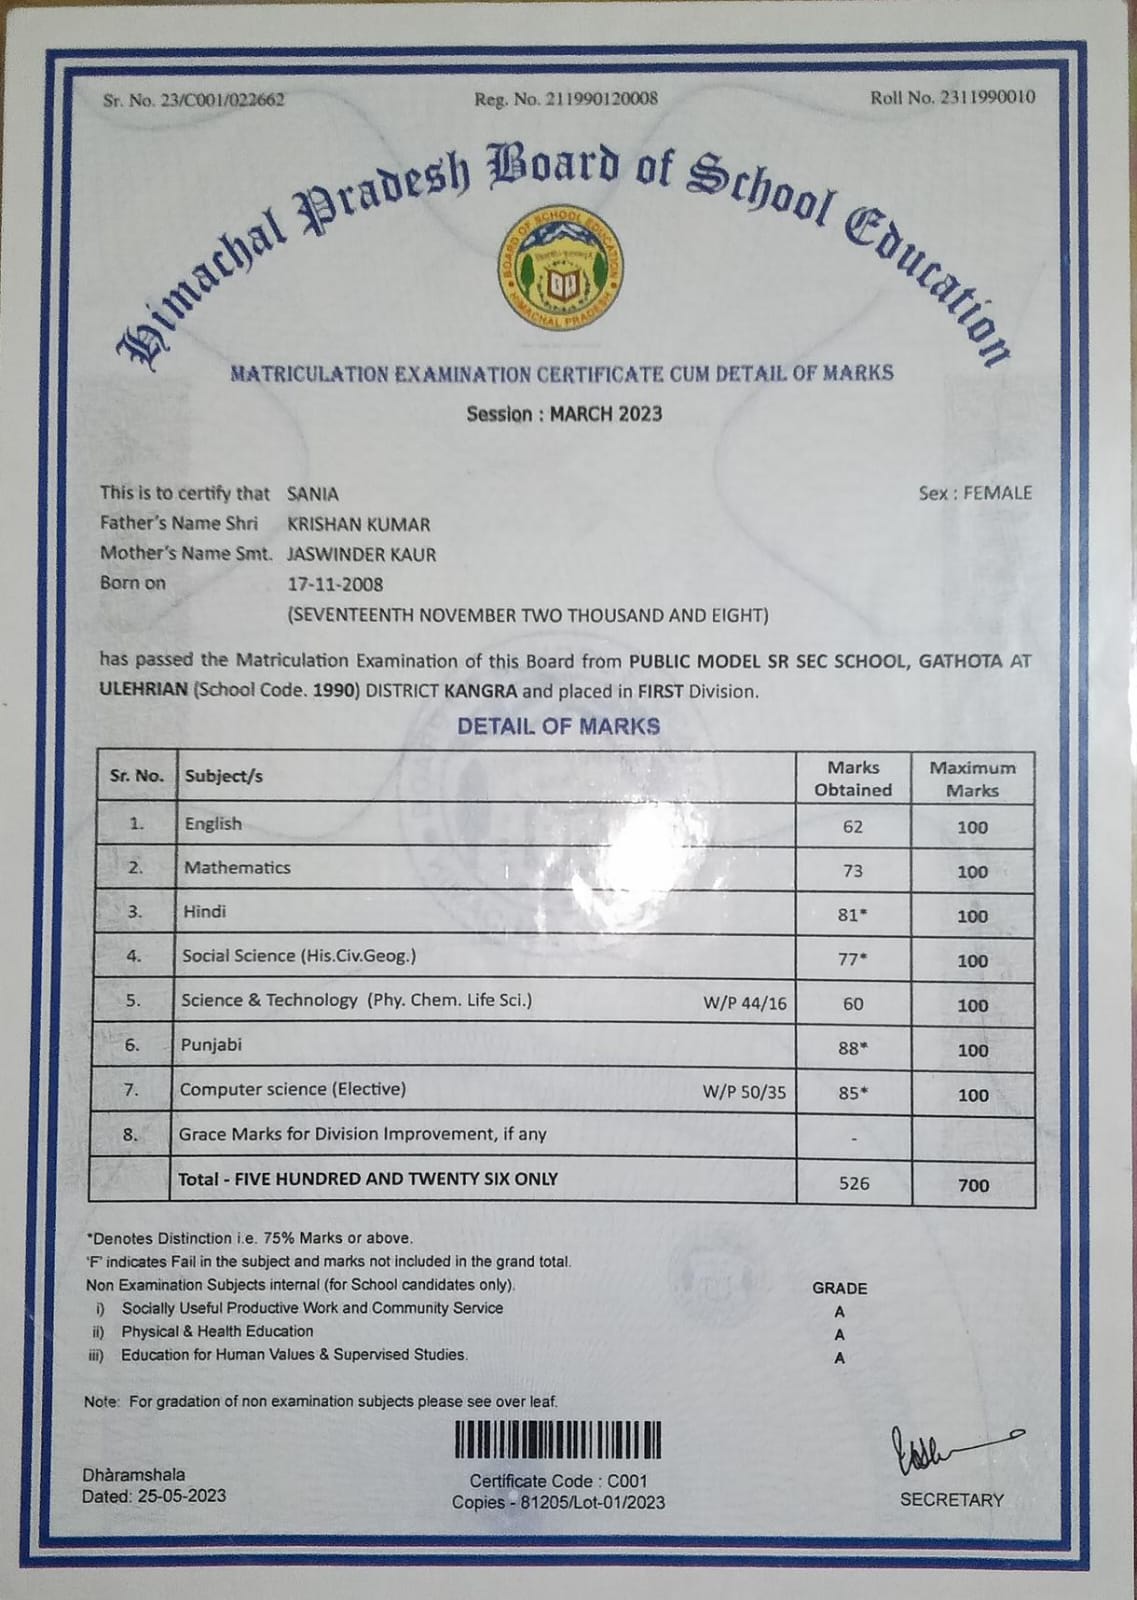 Sr. No. 23/C001/022662 Reg. No. 211990120008 Roll No. 2311990010
Himachal Pradesh Board of School Education
BOARD OF SCHOOL EDUCATION
HIMACHAL PRADESH
MATRICULATION EXAMINATION CERTIFICATE CUM DETAIL OF MARKS
Session : MARCH 2023
This is to certify that SANIA Sex : FEMALE
Father's Name Shri KRISHAN KUMAR
Mother's Name Smt. JASWINDER KAUR
Born on 17-11-2008
(SEVENTEENTH NOVEMBER TWO THOUSAND AND EIGHT)
has passed the Matriculation Examination of this Board from PUBLIC MODEL SR SEC SCHOOL, GATHOTA AT
ULEHRIAN (School Code. 1990) DISTRICT KANGRA and placed in FIRST Division.
DETAIL OF MARKS
Sr. No. Subject/s Marks Obtained Maximum Marks
1. English 62 100
2. Mathematics 73 100
3. Hindi 81* 100
4. Social Science (His.Civ.Geog.) 77* 100
5. Science & Technology (Phy. Chem. Life Sci.) W/P 44/16 60 100
6. Punjabi 88* 100
7. Computer science (Elective) W/P 50/35 85* 100
8. Grace Marks for Division Improvement, if any -
Total - FIVE HUNDRED AND TWENTY SIX ONLY 526 700
*Denotes Distinction i.e. 75% Marks or above.
'F' indicates Fail in the subject and marks not included in the grand total.
Non Examination Subjects internal (for School candidates only). GRADE
i) Socially Useful Productive Work and Community Service A
ii) Physical & Health Education A
iii) Education for Human Values & Supervised Studies. A
Note: For gradation of non examination subjects please see over leaf.
Dharamshala
Dated: 25-05-2023
Certificate Code : C001
Copies - 81205/Lot-01/2023
SECRETARY